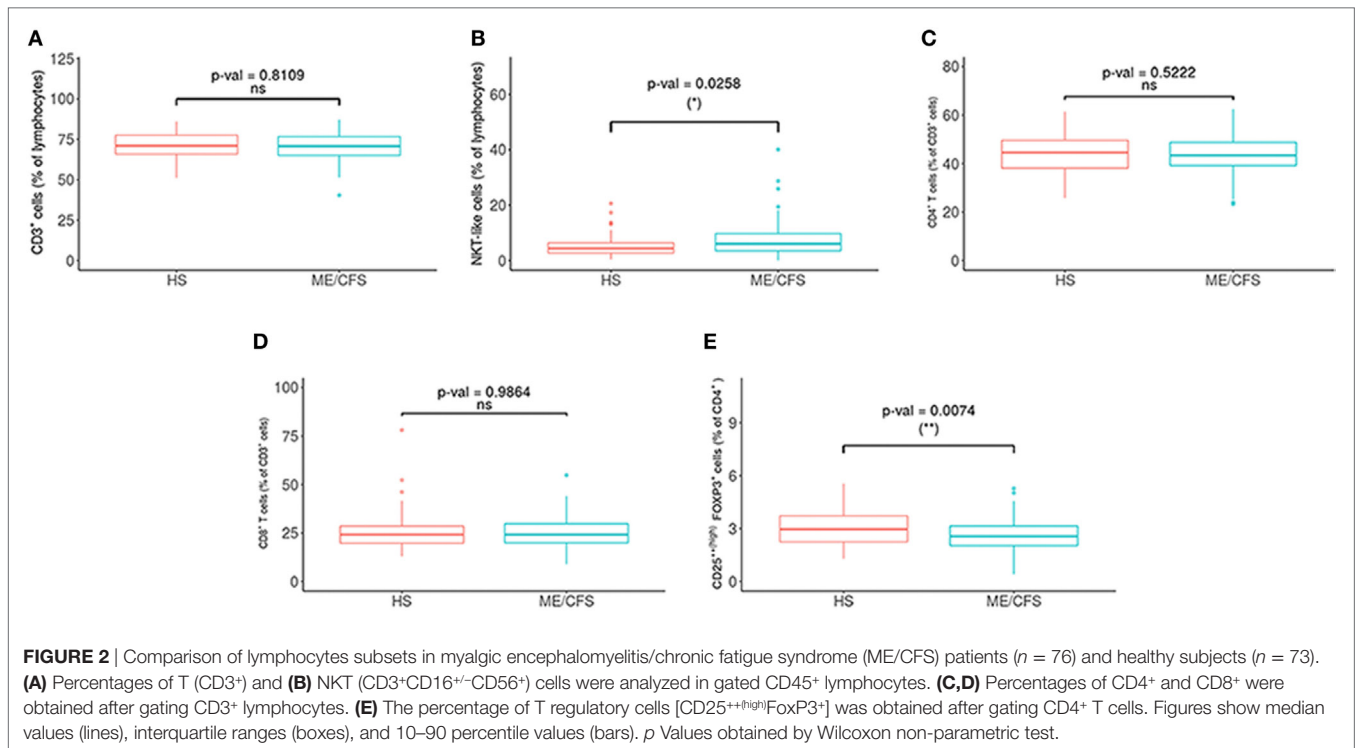 A
CD3⁺ cells (% of lymphocytes)
125
100
75
50
25
0
p-val = 0.8109
ns
HS
ME/CFS
B
NKT-like cells (% of lymphocytes)
60
40
20
0
p-val = 0.0258
(*)
HS
ME/CFS
C
CD4⁺ T cells (% of CD3⁺ cells)
80
60
40
20
0
p-val = 0.5222
ns
HS
ME/CFS
D
CD8⁺ T cells (% of CD3⁺ cells)
100
75
50
25
0
p-val = 0.9864
ns
HS
ME/CFS
E
CD25⁺⁺⁽ʰⁱᵍʰ⁾ FOXP3⁺ cells (% of CD4⁺ )
9
6
3
0
p-val = 0.0074
(**)
HS
ME/CFS
FIGURE 2 | Comparison of lymphocytes subsets in myalgic encephalomyelitis/chronic fatigue syndrome (ME/CFS) patients (n = 76) and healthy subjects (n = 73).
(A) Percentages of T (CD3⁺) and (B) NKT (CD3⁺CD16⁺/⁻CD56⁺) cells were analyzed in gated CD45⁺ lymphocytes. (C,D) Percentages of CD4⁺ and CD8⁺ were
obtained after gating CD3⁺ lymphocytes. (E) The percentage of T regulatory cells [CD25⁺⁺⁽ʰⁱᵍʰ⁾FoxP3⁺] was obtained after gating CD4⁺ T cells. Figures show median
values (lines), interquartile ranges (boxes), and 10–90 percentile values (bars). p Values obtained by Wilcoxon non-parametric test.